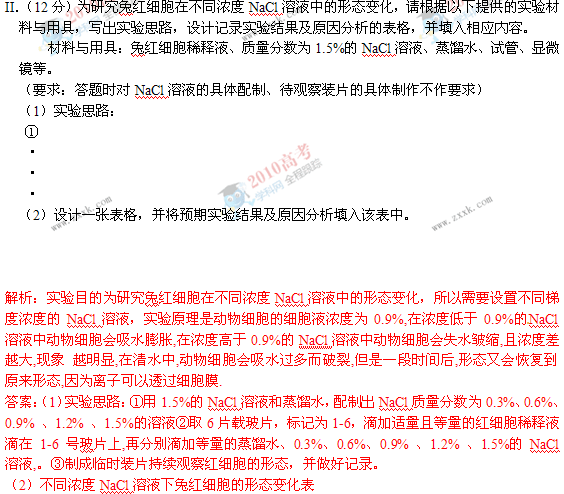 II.（12 分）为研究兔红细胞在不同浓度 NaCl 溶液中的形态变化，请根据以下提供的实验材
料与用具，写出实验思路，设计记录实验结果及原因分析的表格，并填入相应内容。
材料与用具：兔红细胞稀释液、质量分数为 1.5%的 NaCl 溶液、蒸馏水、试管、显微
镜等。
（要求：答题时对 NaCl 溶液的具体配制、待观察装片的具体制作不作要求）
（1）实验思路：
①
·
·
·
（2）设计一张表格，并将预期实验结果及原因分析填入该表中。
2010高考
学科网 全程跟踪
www.zxxk.com
www.zxxk.com
解析：实验目的为研究兔红细胞在不同浓度 NaCl 溶液中的形态变化，所以需要设置不同梯
度浓度的 NaCl 溶液，实验原理是动物细胞的细胞液浓度为 0.9%,在浓度低于 0.9%的 NaCl
溶液中动物细胞会吸水膨胀,在浓度高于 0.9%的 NaCl 溶液中动物细胞会失水皱缩,且浓度差
越大,现象 越明显,在清水中,动物细胞会吸水过多而破裂,但是一段时间后,形态又会恢复到
原来形态,因为离子可以透过细胞膜.
答案：(1)实验思路：①用 1.5%的 NaCl 溶液和蒸馏水，配制出 NaCl 质量分数为 0.3%、0.6%、
0.9% 、1.2% 、1.5%的溶液②取 6 片载玻片，标记为 1-6，滴加适量且等量的红细胞稀释液
滴在 1-6 号玻片上,再分别滴加等量的蒸馏水、0.3%、0.6%、0.9% 、1.2% 、1.5%的 NaCl
溶液,。③制成临时装片持续观察红细胞的形态，并做好记录。
（2）不同浓度 NaCl 溶液下兔红细胞的形态变化表